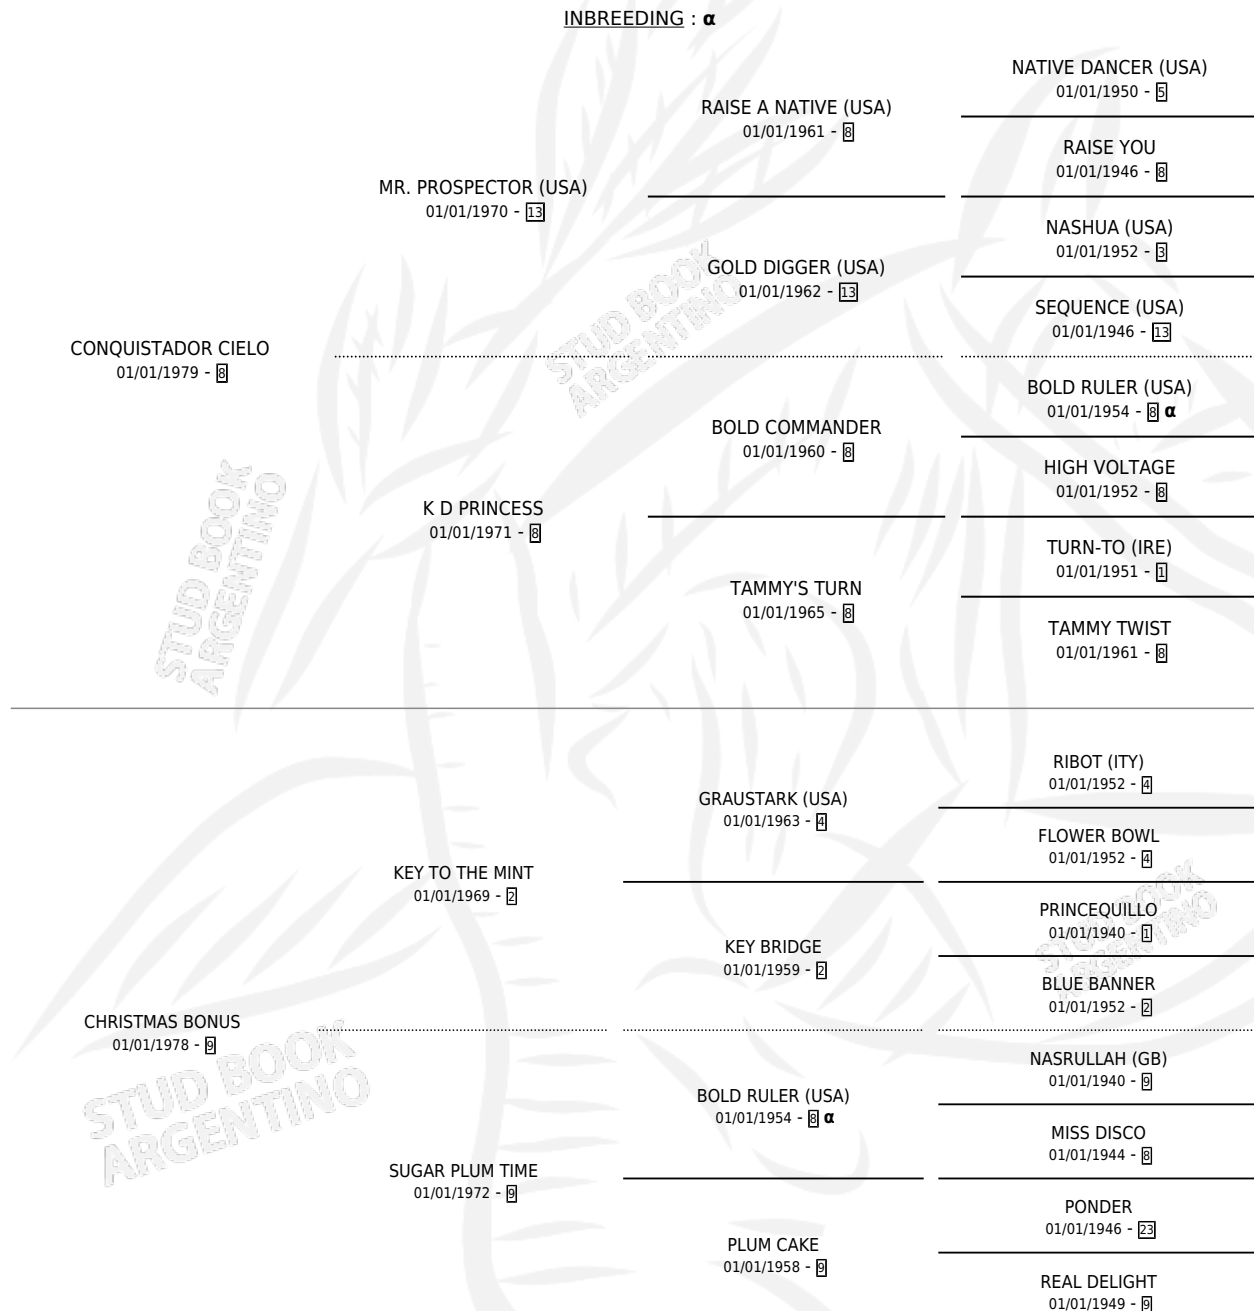 INBREEDING : α
NATIVE DANCER (USA)
01/01/1950 - 5
RAISE A NATIVE (USA)
01/01/1961 - 8
RAISE YOU
01/01/1946 - 8
MR. PROSPECTOR (USA)
01/01/1970 - 13
NASHUA (USA)
01/01/1952 - 3
GOLD DIGGER (USA)
01/01/1962 - 13
SEQUENCE (USA)
01/01/1946 - 13
CONQUISTADOR CIELO
01/01/1979 - 8
BOLD RULER (USA)
01/01/1954 - 8 α
BOLD COMMANDER
01/01/1960 - 8
HIGH VOLTAGE
01/01/1952 - 8
K D PRINCESS
01/01/1971 - 8
TURN-TO (IRE)
01/01/1951 - 1
TAMMY'S TURN
01/01/1965 - 8
TAMMY TWIST
01/01/1961 - 8
RIBOT (ITY)
01/01/1952 - 4
GRAUSTARK (USA)
01/01/1963 - 4
FLOWER BOWL
01/01/1952 - 4
KEY TO THE MINT
01/01/1969 - 2
PRINCEQUILLO
01/01/1940 - 1
KEY BRIDGE
01/01/1959 - 2
BLUE BANNER
01/01/1952 - 2
CHRISTMAS BONUS
01/01/1978 - 9
NASRULLAH (GB)
01/01/1940 - 9
BOLD RULER (USA)
01/01/1954 - 8 α
MISS DISCO
01/01/1944 - 8
SUGAR PLUM TIME
01/01/1972 - 9
PONDER
01/01/1946 - 23
PLUM CAKE
01/01/1958 - 9
REAL DELIGHT
01/01/1949 - 9
STUD BOOK
ARGENTINO
STUD BOOK
ARGENTINO
STUD BOOK
ARGENTINO
STUD BOOK
ARGENTINO